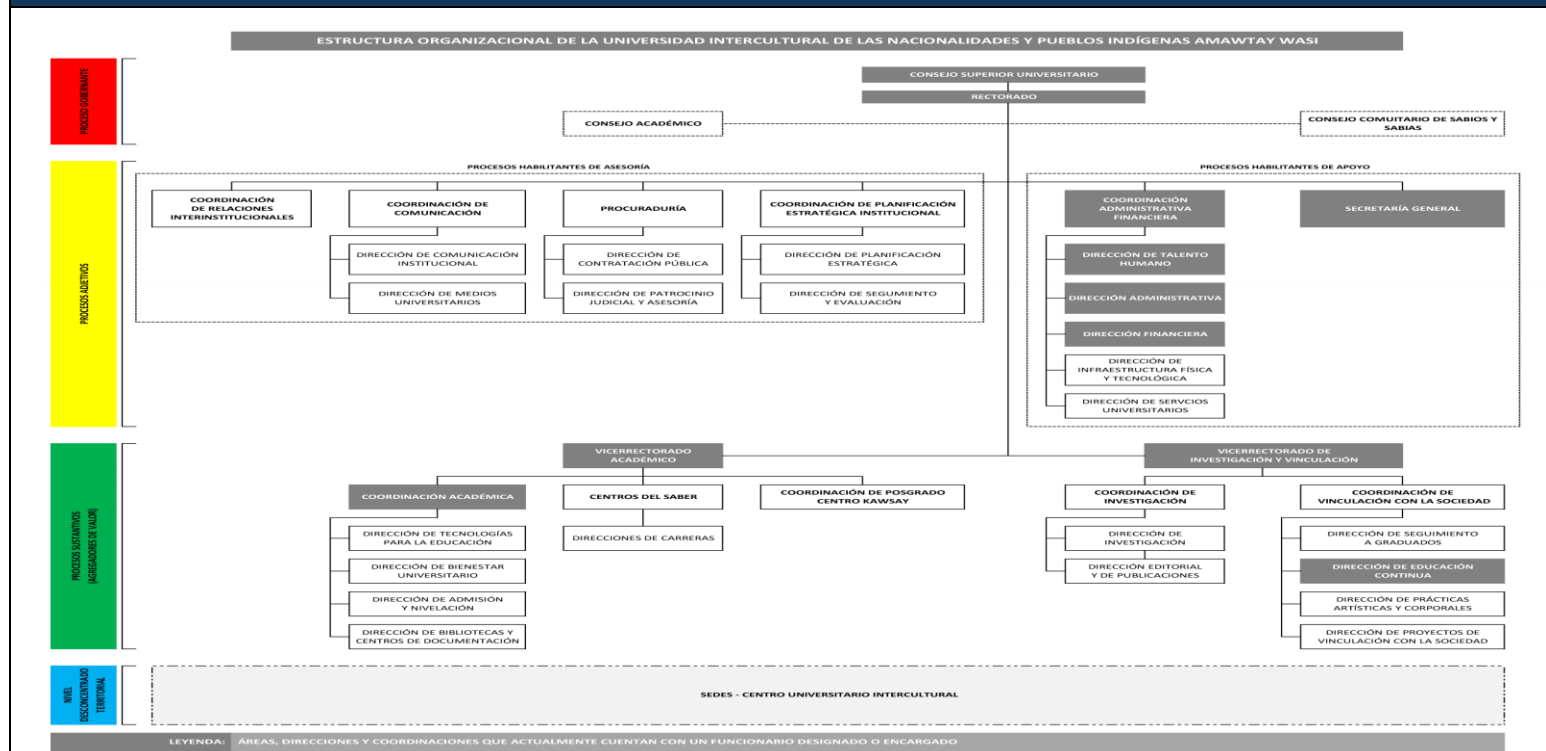 ESTRUCTURA ORGANIZACIONAL DE LA UNIVERSIDAD INTERCULTURAL DE LAS NACIONALIDADES Y PUEBLOS INDÍGENAS AMAWTAY WASI
PROCESO GOBERNANTE
CONSEJO SUPERIOR UNIVERSITARIO
RECTORADO
CONSEJO ACADÉMICO
CONSEJO COMUITARIO DE SABIOS Y
SABIAS
PROCESOS ADJETIVOS
PROCESOS HABILITANTES DE ASESORÍA
COORDINACIÓN
DE RELACIONES
INTERINSTITUCIONALES
COORDINACIÓN DE
COMUNICACIÓN
DIRECCIÓN DE COMUNICACIÓN
INSTITUCIONAL
DIRECCIÓN DE MEDIOS
UNIVERSITARIOS
PROCURADURÍA
DIRECCIÓN DE
CONTRATACIÓN PÚBLICA
DIRECCIÓN DE PATROCINIO
JUDICIAL Y ASESORÍA
COORDINACIÓN DE PLANIFICACIÓN
ESTRATÉGICA INSTITUCIONAL
DIRECCIÓN DE PLANIFICACIÓN
ESTRATÉGICA
DIRECCIÓN DE SEGUMIENTO
Y EVALUACIÓN
PROCESOS HABILITANTES DE APOYO
COORDINACIÓN
ADMINISTRATIVA
FINANCIERA
DIRECCIÓN DE TALENTO
HUMANO
DIRECCIÓN ADMINISTRATIVA
DIRECCIÓN FINANCIERA
DIRECCIÓN DE
INFRAESTRUCTURA FÍSICA
Y TECNOLÓGICA
DIRECCIÓN DE SERVCIOS
UNIVERSITARIOS
SECRETARÍA GENERAL
PROCESOS SUSTANTIVOS
(AGREGADORES DE VALOR)
VICERRECTORADO
ACADÉMICO
COORDINACIÓN ACADÉMICA
DIRECCIÓN DE TECNOLOGÍAS
PARA LA EDUCACIÓN
DIRECCIÓN DE BIENESTAR
UNIVERSITARIO
DIRECCIÓN DE ADMISIÓN
Y NIVELACIÓN
DIRECCIÓN DE BIBLIOTECAS Y
CENTROS DE DOCUMENTACIÓN
CENTROS DEL SABER
DIRECCIONES DE CARRERAS
COORDINACIÓN DE POSGRADO
CENTRO KAWSAY
VICERRECTORADO DE
INVESTIGACIÓN Y VINCULACIÓN
COORDINACIÓN DE
INVESTIGACIÓN
DIRECCIÓN DE
INVESTIGACIÓN
DIRECCIÓN EDITORIAL
Y DE PUBLICACIONES
COORDINACIÓN DE
VINCULACIÓN CON LA SOCIEDAD
DIRECCIÓN DE SEGUIMIENTO
A GRADUADOS
DIRECCIÓN DE EDUCACIÓN
CONTINUA
DIRECCIÓN DE PRÁCTICAS
ARTÍSTICAS Y CORPORALES
DIRECCIÓN DE PROYECTOS DE
VINCULACIÓN CON LA SOCIEDAD
NIVEL
DESCONCENTRADO
TERRITORIAL
SEDES - CENTRO UNIVERSITARIO INTERCULTURAL
LEYENDA: ÁREAS, DIRECCIONES Y COORDINACIONES QUE ACTUALMENTE CUENTAN CON UN FUNCIONARIO DESIGNADO O ENCARGADO